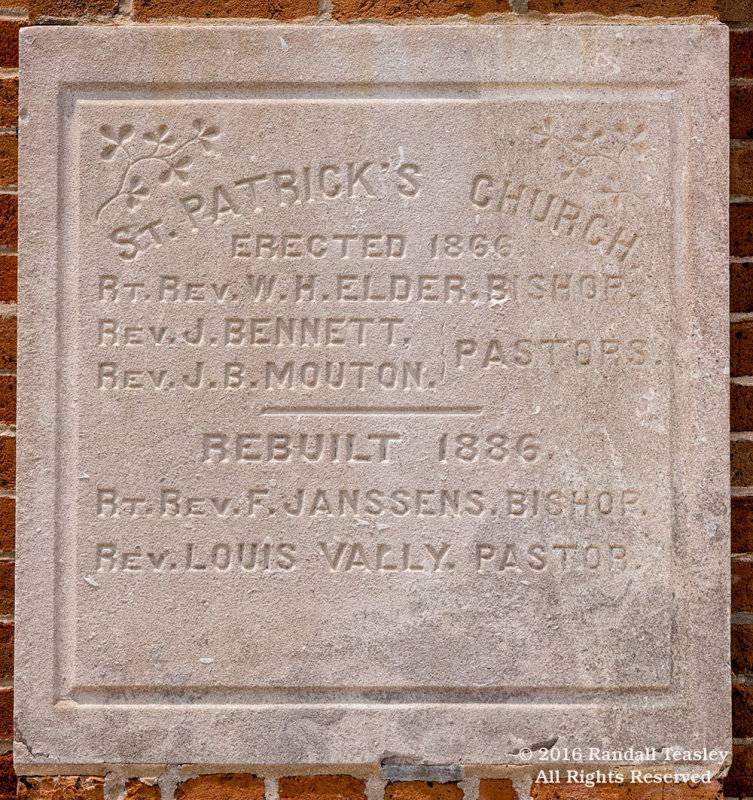 ST. PATRICK'S CHURCH.
ERECTED 1866.
RT. REV. W. H. ELDER, BISHOP.
REV. J. BENNETT,
REV. J. B. MOUTON. PASTORS.
REBUILT 1886.
RT. REV. F. JANSSENS, BISHOP.
REV. LOUIS VALLY. PASTOR.
© 2016 Randall Teasley
All Rights Reserved